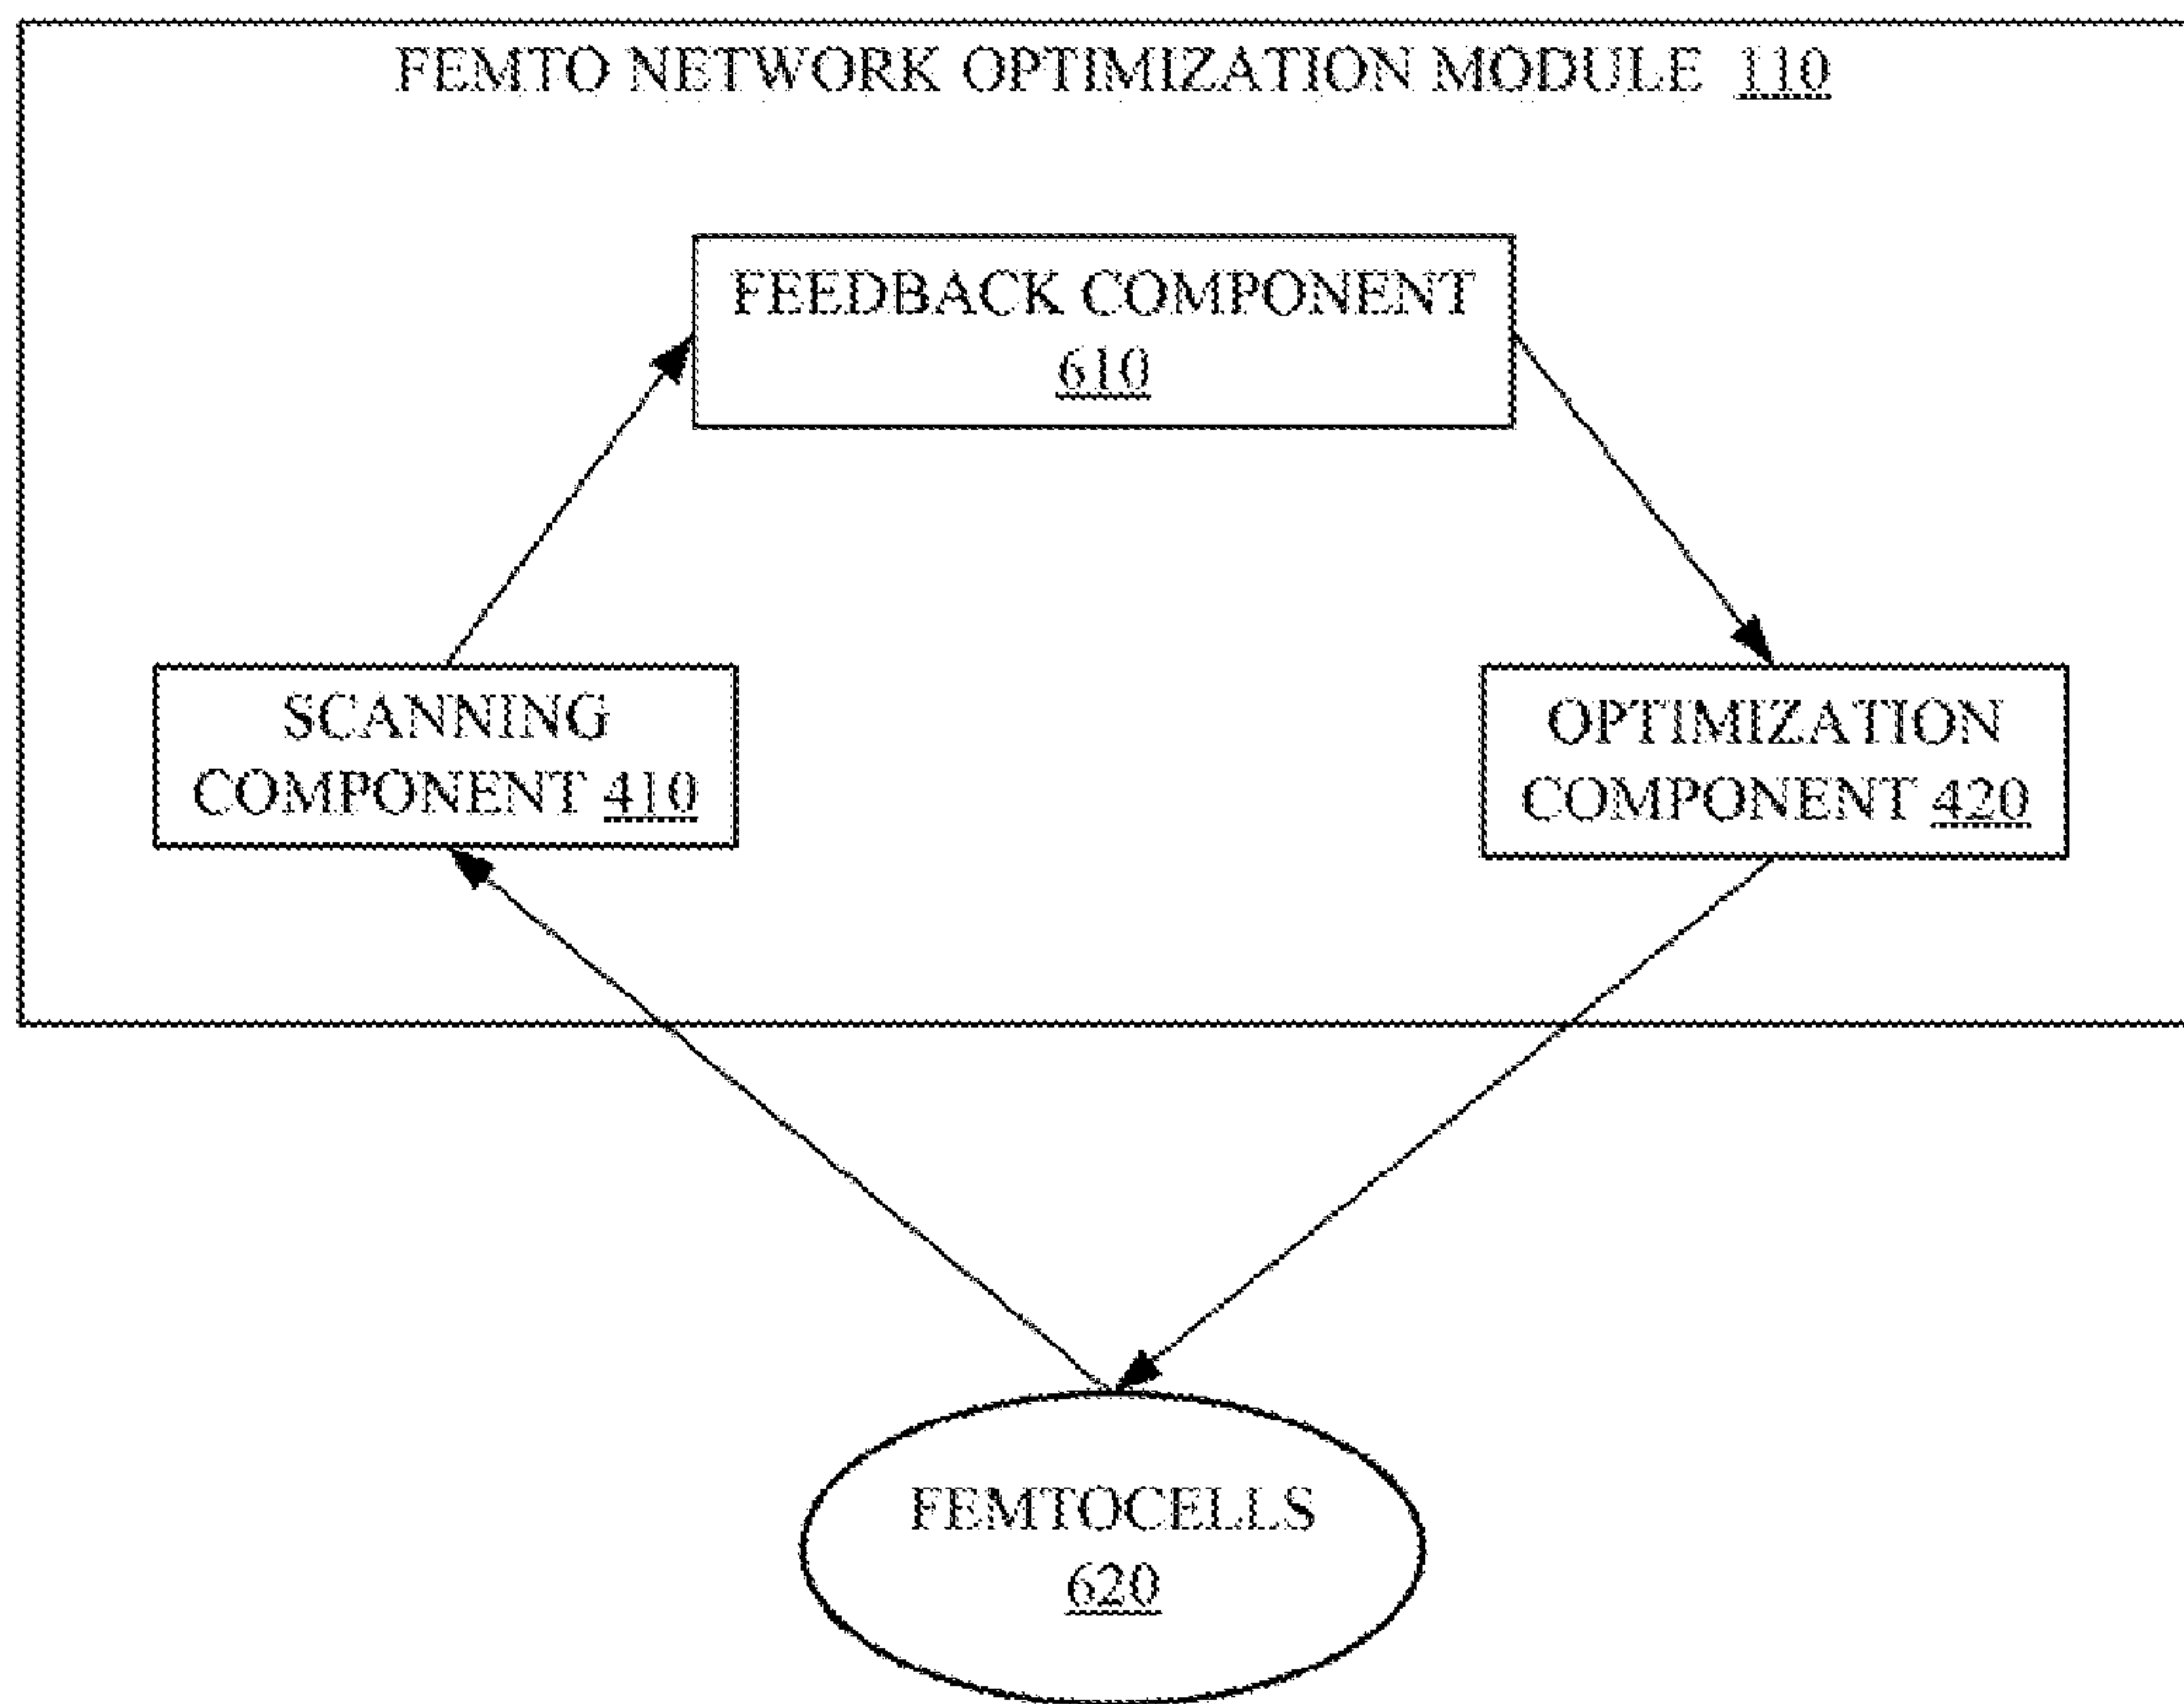 FEMTO NETWORK OPTIMIZATION MODULE 110
FEEDBACK COMPONENT
610
SCANNING
COMPONENT 410
OPTIMIZATION
COMPONENT 420
FEMTOCELLS
620